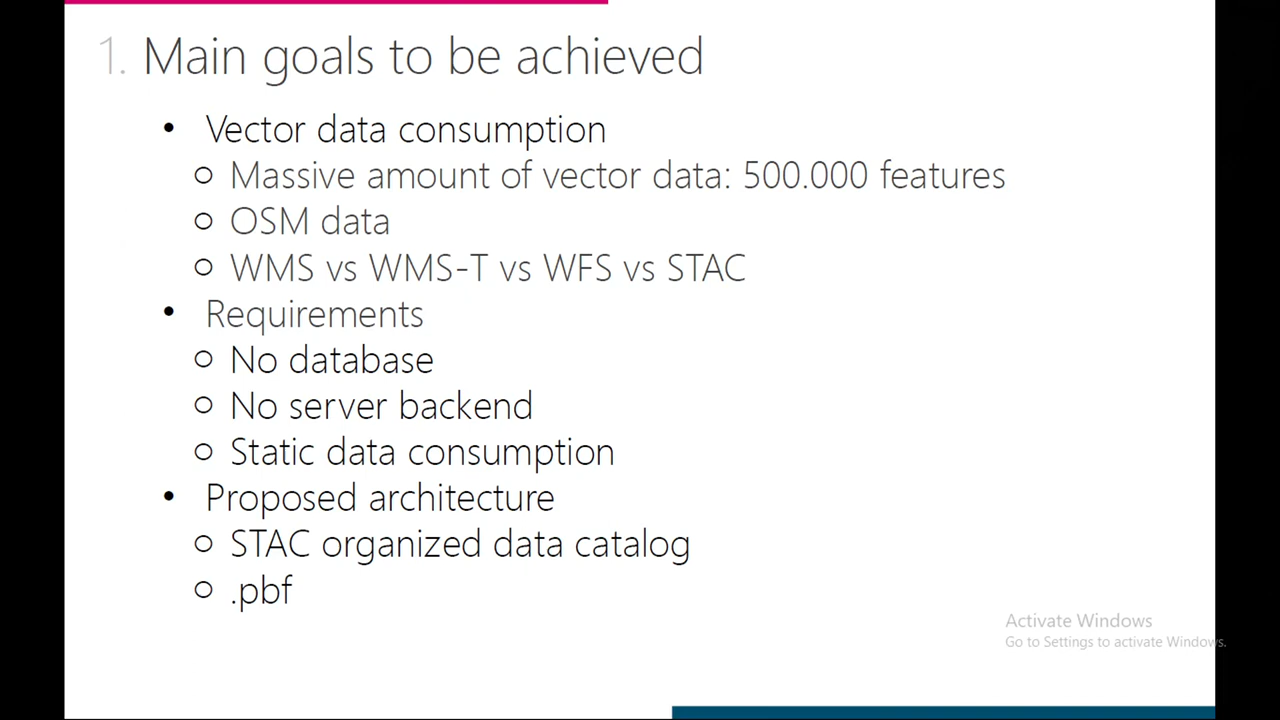 1. Main goals to be achieved
• Vector data consumption
o Massive amount of vector data: 500.000 features
o OSM data
o WMS vs WMS-T vs WFS vs STAC
• Requirements
o No database
o No server backend
o Static data consumption
• Proposed architecture
o STAC organized data catalog
o .pbf
Activate Windows
Go to Settings to activate Windows.